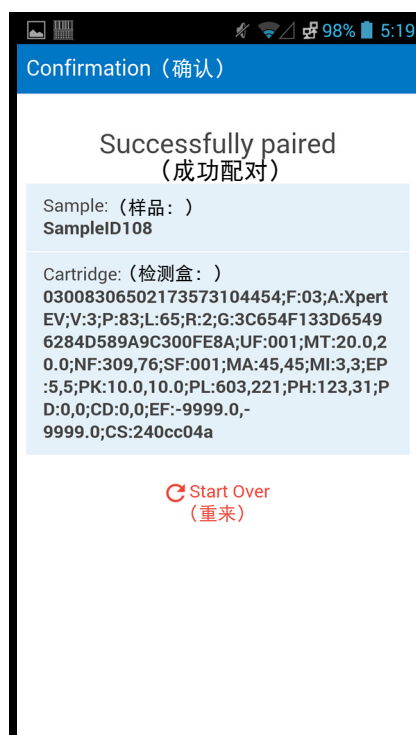 98% 5:19
Confirmation（确认）
Successfully paired
（成功配对）
Sample:（样品：）
SampleID108
Cartridge:（检测盒：）
03008306502173573104454;F:03;A:Xpert
EV;V:3;P:83;L:65;R:2;G:3C654F133D6549
6284D589A9C300FE8A;UF:001;MT:20.0,2
0.0;NF:309,76;SF:001;MA:45,45;MI:3,3;EP
:5,5;PK:10.0,10.0;PL:603,221;PH:123,31;P
D:0,0;CD:0,0;EF:-9999.0,-
9999.0;CS:240cc04a
Start Over
（重来）